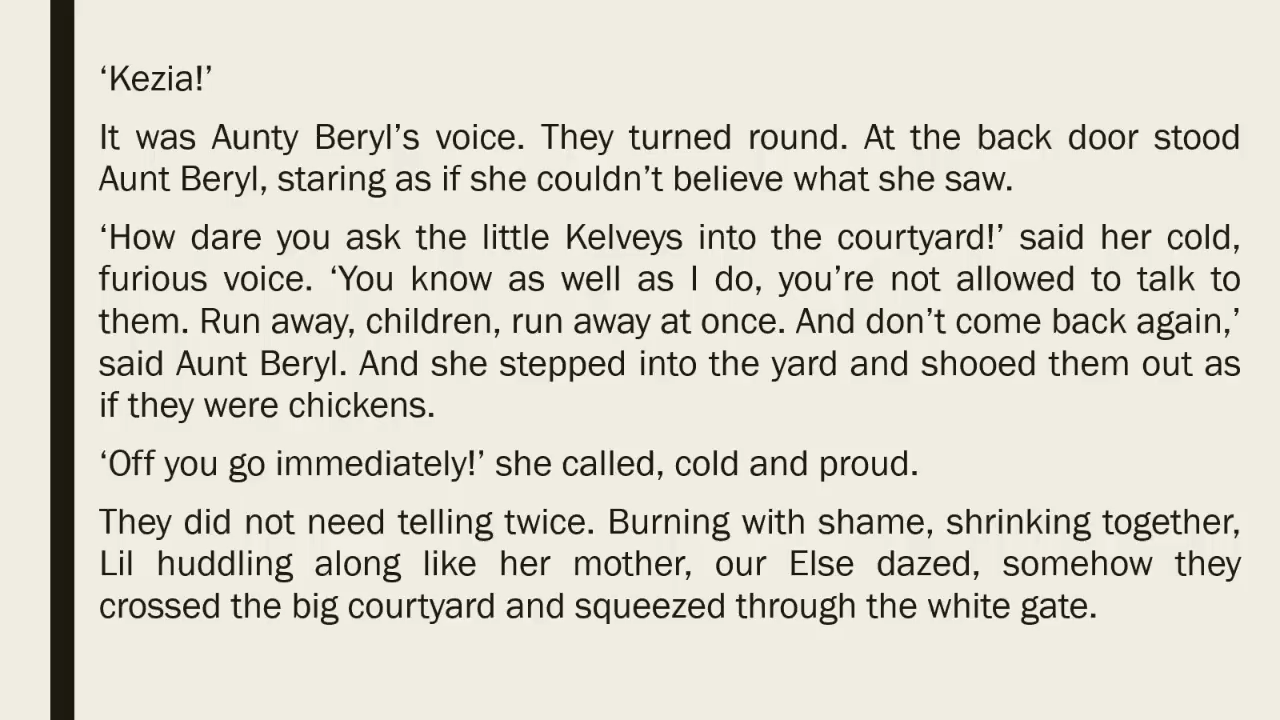 ‘Kezia!’
It was Aunty Beryl’s voice. They turned round. At the back door stood
Aunt Beryl, staring as if she couldn’t believe what she saw.
‘How dare you ask the little Kelveys into the courtyard!’ said her cold,
furious voice. ‘You know as well as I do, you’re not allowed to talk to
them. Run away, children, run away at once. And don’t come back again,’
said Aunt Beryl. And she stepped into the yard and shooed them out as
if they were chickens.
‘Off you go immediately!’ she called, cold and proud.
They did not need telling twice. Burning with shame, shrinking together,
Lil huddling along like her mother, our Else dazed, somehow they
crossed the big courtyard and squeezed through the white gate.